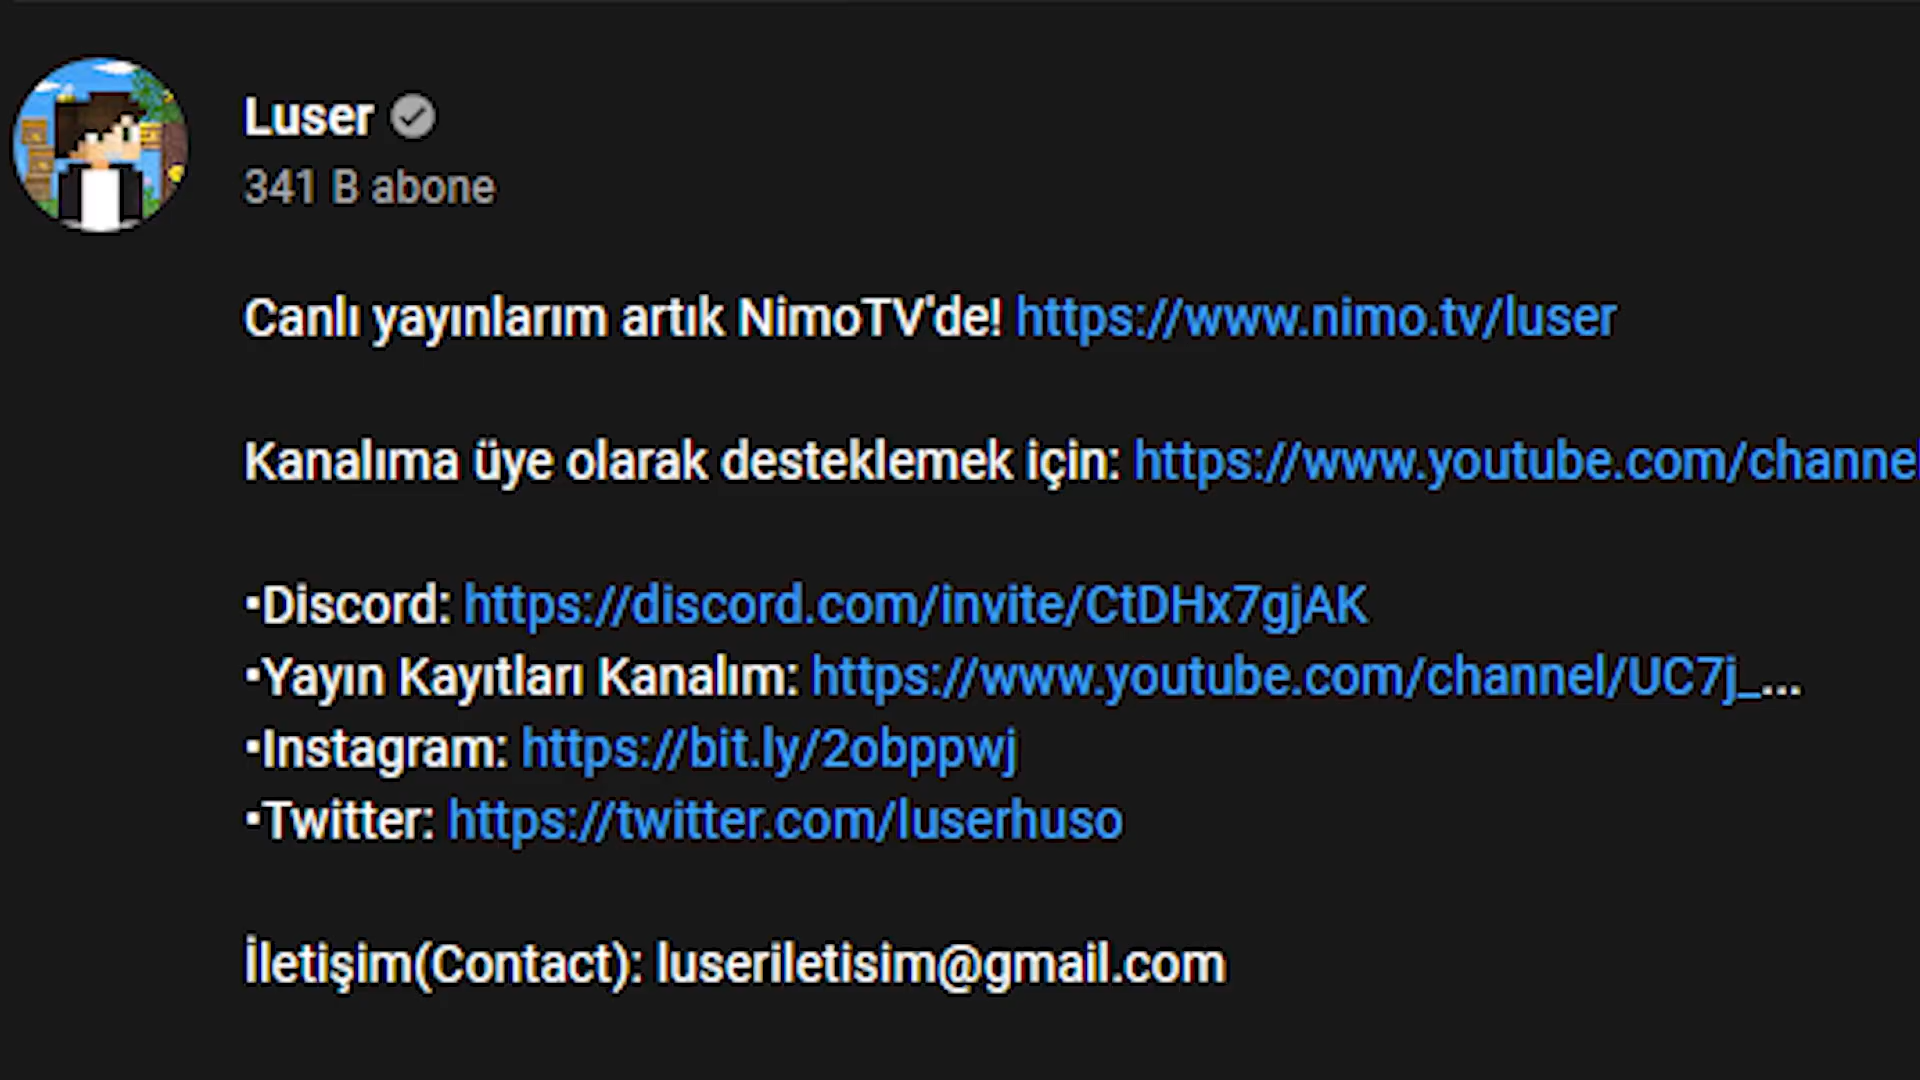 Luser
341 B abone
Canlı yayınlarım artık NimoTV'de! https://www.nimo.tv/luser
Kanalıma üye olarak desteklemek için: https://www.youtube.com/channel
•Discord: https://discord.com/invite/CtDHx7gjAK
•Yayın Kayıtları Kanalım: https://www.youtube.com/channel/UC7j_...
•Instagram: https://bit.ly/2obppwj
•Twitter: https://twitter.com/luserhuso
İletişim(Contact): luseriletisim@gmail.com